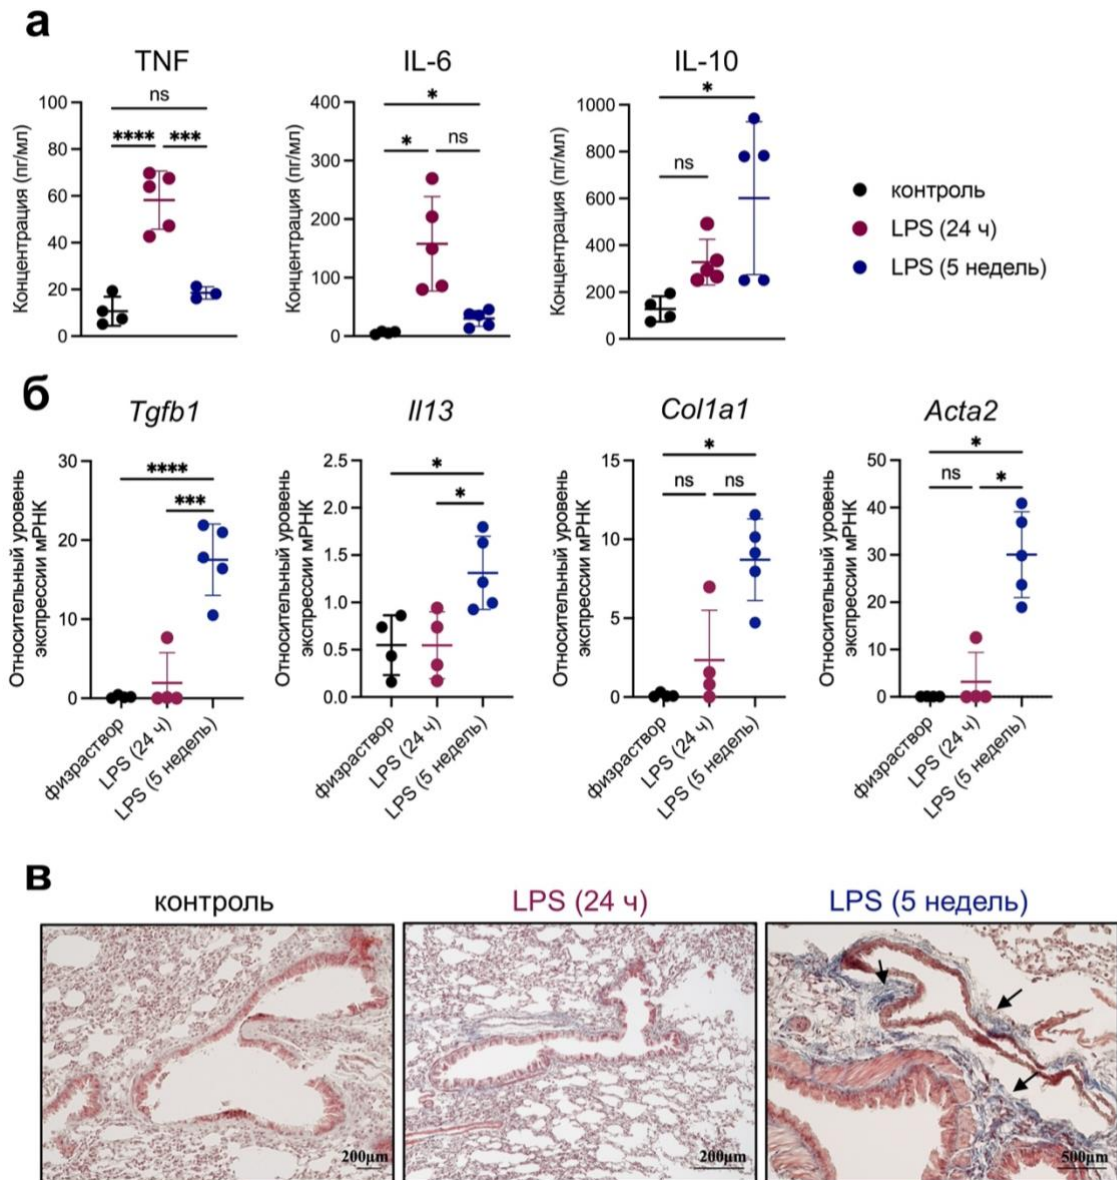 а
TNF
IL-6
IL-10
Концентрация (пг/мл)
100
80
60
40
20
0
ns
**** ***
Концентрация (пг/мл)
400
300
200
100
0
*
* ns
Концентрация (пг/мл)
1000
800
600
400
200
0
*
ns
контроль
LPS (24 ч)
LPS (5 недель)
б
Tgfb1
Il13
Col1a1
Acta2
Относительный уровень
экспрессии мРНК
30
20
10
0
****
***
физраствор
LPS (24 ч)
LPS (5 недель)
Относительный уровень
экспрессии мРНК
2.5
2.0
1.5
1.0
0.5
0.0
*
*
физраствор
LPS (24 ч)
LPS (5 недель)
Относительный уровень
экспрессии мРНК
15
10
5
0
*
ns ns
физраствор
LPS (24 ч)
LPS (5 недель)
Относительный уровень
экспрессии мРНК
50
40
30
20
10
0
*
ns *
физраствор
LPS (24 ч)
LPS (5 недель)
в
контроль
LPS (24 ч)
LPS (5 недель)
200µm
200µm
500µm